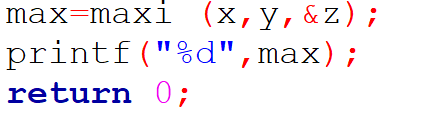 max=maxi (x,y,&z);
printf("%d",max);
return 0;